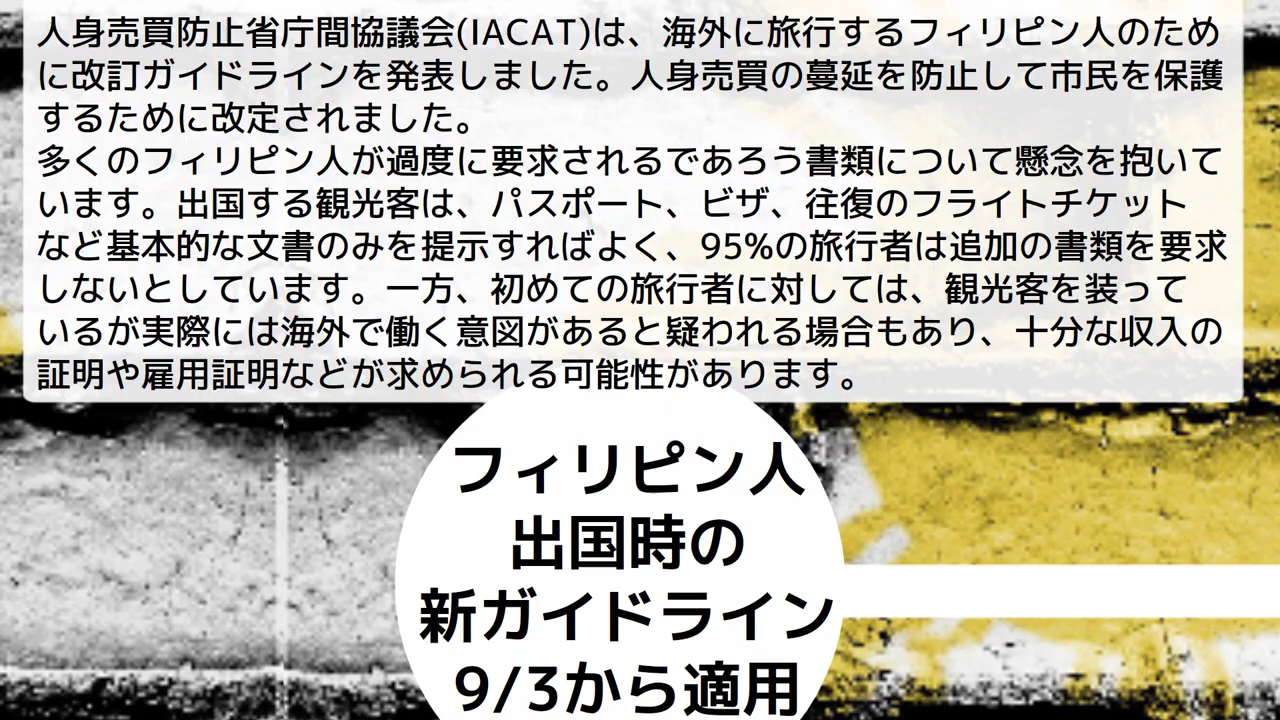 人身売買防止省庁間協議会(IACAT)は、海外に旅行するフィリピン人のため
に改訂ガイドラインを発表しました。人身売買の蔓延を防止して市民を保護
するために改定されました。
多くのフィリピン人が過度に要求されるであろう書類について懸念を抱いて
います。出国する観光客は、パスポート、ビザ、往復のフライトチケット
など基本的な文書のみを提示すればよく、95%の旅行者は追加の書類を要求
しないとしています。一方、初めての旅行者に対しては、観光客を装って
いるが実際には海外で働く意図があると疑われる場合もあり、十分な収入の
証明や雇用証明などが求められる可能性があります。
フィリピン人
出国時の
新ガイドライン
9/3から適用